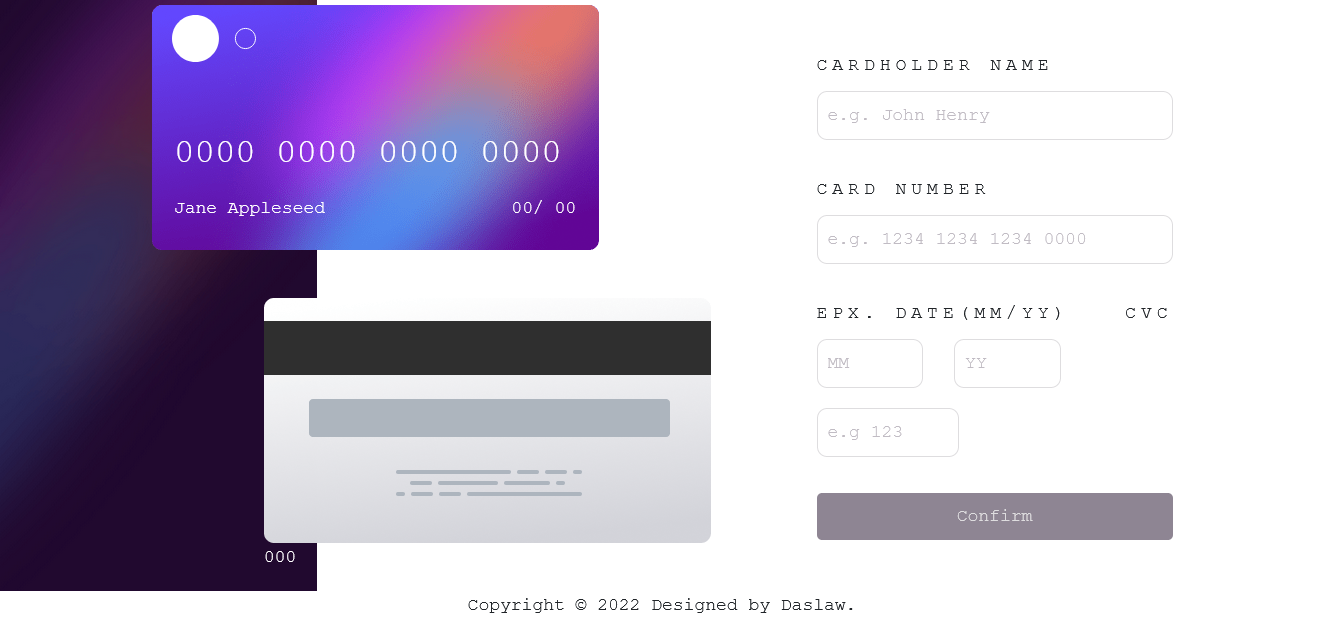 0000 0000 0000 0000
Jane Appleseed
00/ 00
000
CARDHOLDER NAME
e.g. John Henry
CARD NUMBER
e.g. 1234 1234 1234 0000
EPX. DATE(MM/YY) CVC
MM YY
e.g 123
Confirm
Copyright © 2022 Designed by Daslaw.